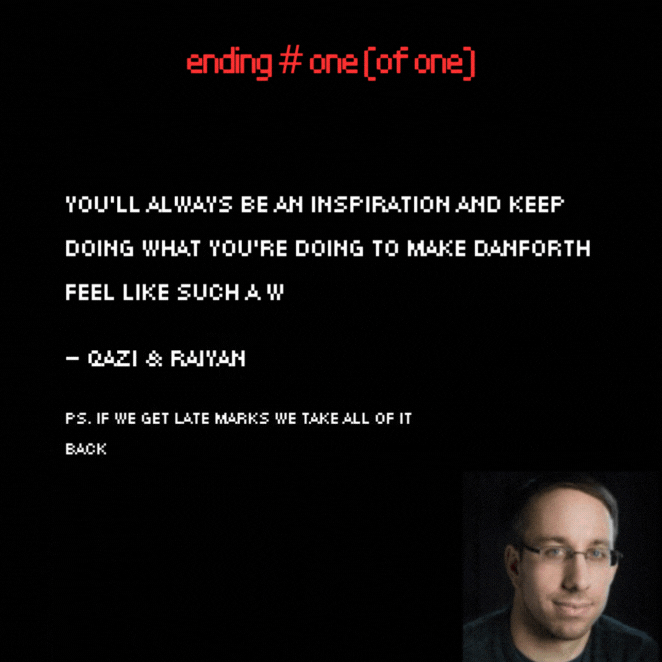 ending # one (of one)
YOU'LL ALWAYS BE AN INSPIRATION AND KEEP
DOING WHAT YOU'RE DOING TO MAKE DANFORTH
FEEL LIKE SUCH A W
- QAZI & RAIYAN
PS. IF WE GET LATE MARKS WE TAKE ALL OF IT
BACK